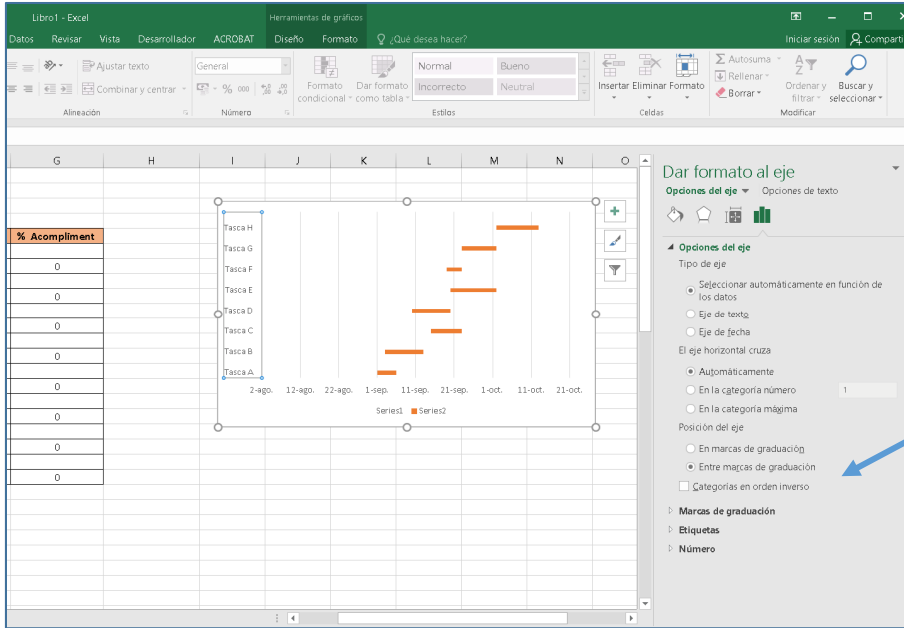 Libro1 - Excel
Herramientas de gráficos
Datos Revisar Vista Desarrollador ACROBAT Diseño Formato ¿Qué desea hacer?
Iniciar sesión Comparti
Ajustar texto
General
Combinar y centrar
% 000
Formato condicional
Dar formato como tabla
Normal Bueno
Incorrecto Neutral
Insertar Eliminar Formato
Autosuma
Rellenar
Borrar
Ordenar y filtrar
Buscar y seleccionar
Alineación Número Estilos Celdas Modificar
G H I J K L M N O
% Acompliment
0
0
0
0
0
0
0
0
Tasca H
Tasca G
Tasca F
Tasca E
Tasca D
Tasca C
Tasca B
Tasca A
2-ago. 12-ago. 22-ago. 1-sep. 11-sep. 21-sep. 1-oct. 11-oct. 21-oct.
Series1 Series2
Dar formato al eje
Opciones del eje Opciones de texto
Opciones del eje
Tipo de eje
Seleccionar automáticamente en función de
los datos
Eje de texto
Eje de fecha
El eje horizontal cruza
Automáticamente
En la categoría número 1
En la categoría máxima
Posición del eje
En marcas de graduación
Entre marcas de graduación
Categorías en orden inverso
Marcas de graduación
Etiquetas
Número